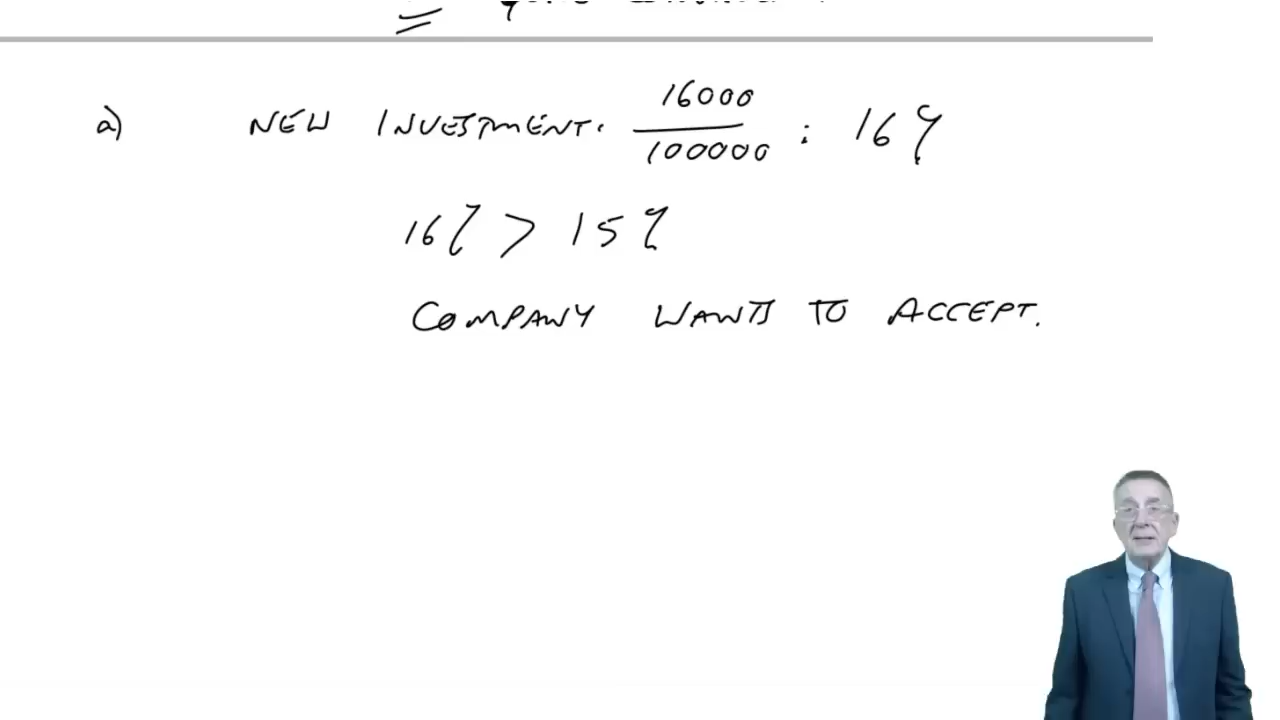 a) NEW INVESTMENT. 16000/100000 : 16%
16% > 15%
COMPANY WANTS TO ACCEPT.